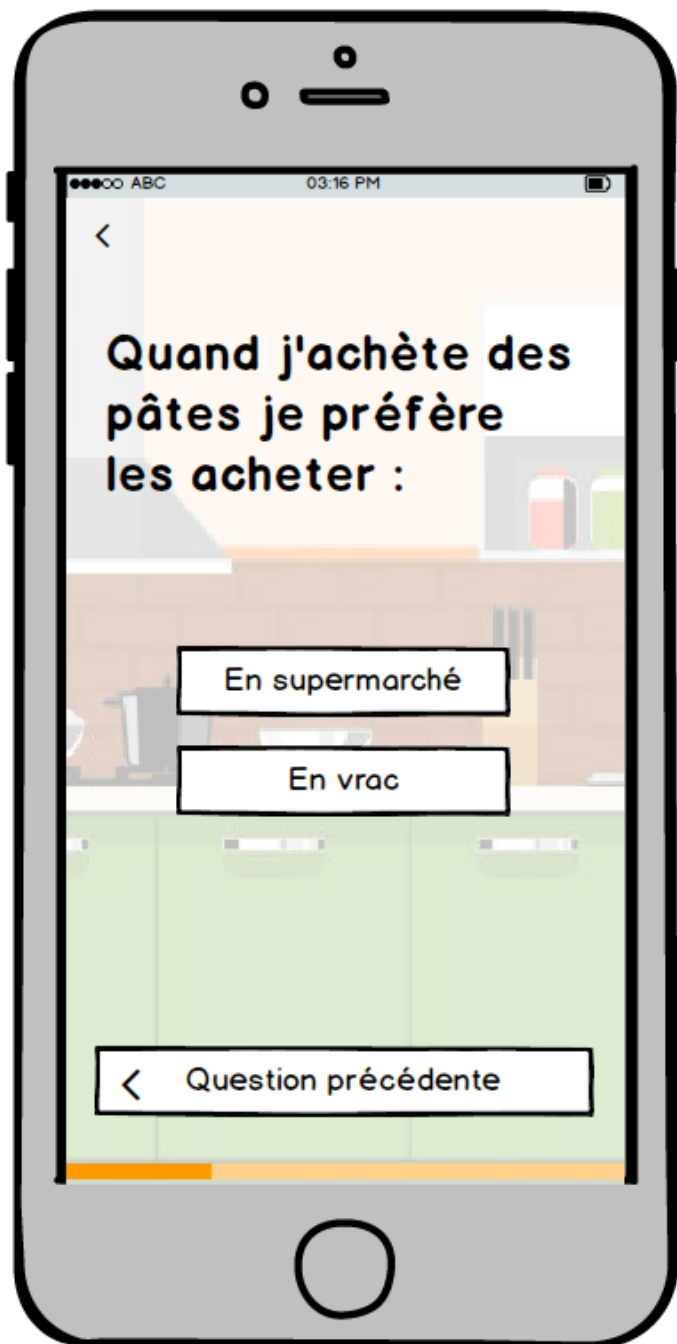 ABC 03:16 PM
Quand j'achète des
pâtes je préfère
les acheter :
En supermarché
En vrac
Question précédente